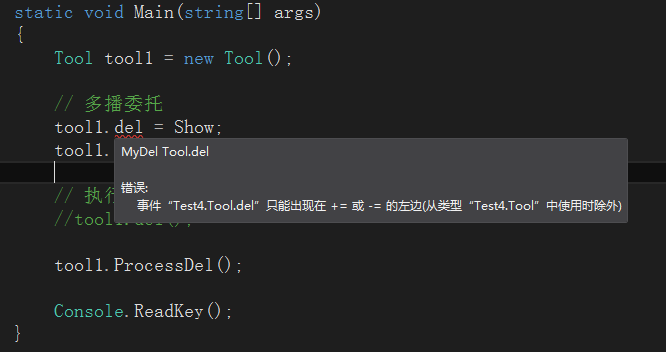 static void Main(string[] args)
{
Tool tool1 = new Tool();
// 多播委托
tool1.del = Show;
tool1.
MyDel Tool.del
错误:
事件“Test4.Tool.del”只能出现在 += 或 -= 的左边(从类型“Test4.Tool”中使用时除外)
// 执行
//tool1.del();
tool1.ProcessDel();
Console.ReadKey();
}